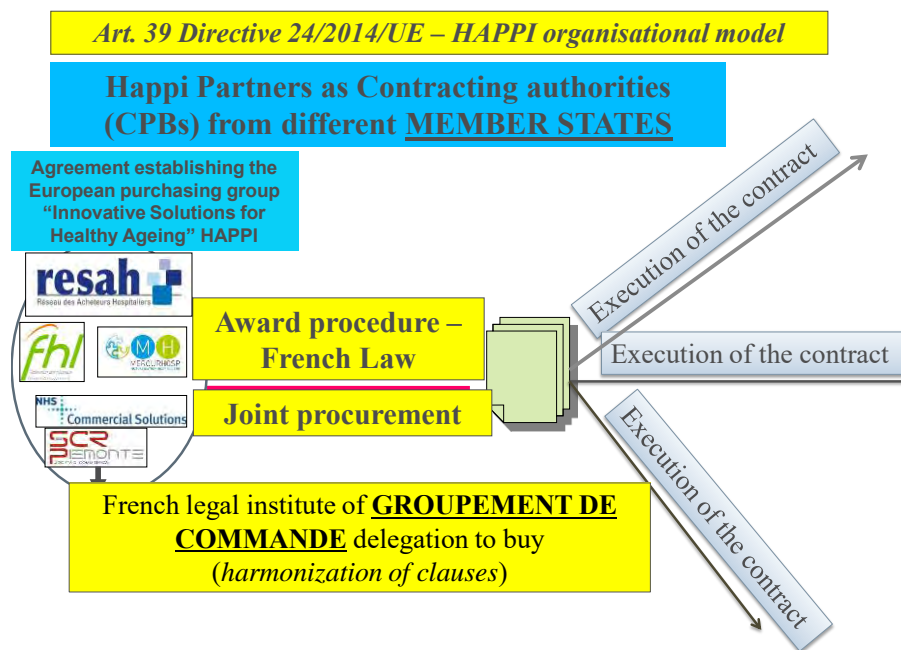 Art. 39 Directive 24/2014/UE – HAPPI organisational model
Happi Partners as Contracting authorities
(CPBs) from different MEMBER STATES
Agreement establishing the
European purchasing group
“Innovative Solutions for
Healthy Ageing” HAPPI
resah
Réseau des Acheteurs Hospitaliers
fhl
MH
MERCURHOSP
NHS
Commercial Solutions
SCR
PIEMONTE
Award procedure –
French Law
Joint procurement
French legal institute of GROUPEMENT DE
COMMANDE delegation to buy
(harmonization of clauses)
Execution of the contract
Execution of the contract
Execution of the contract